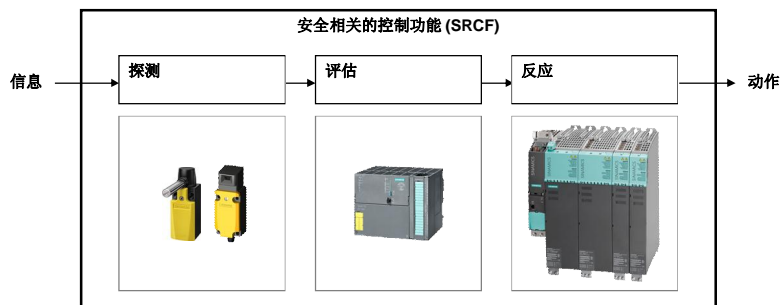 安全相关的控制功能 (SRCF)
信息
探测
评估
反应
动作